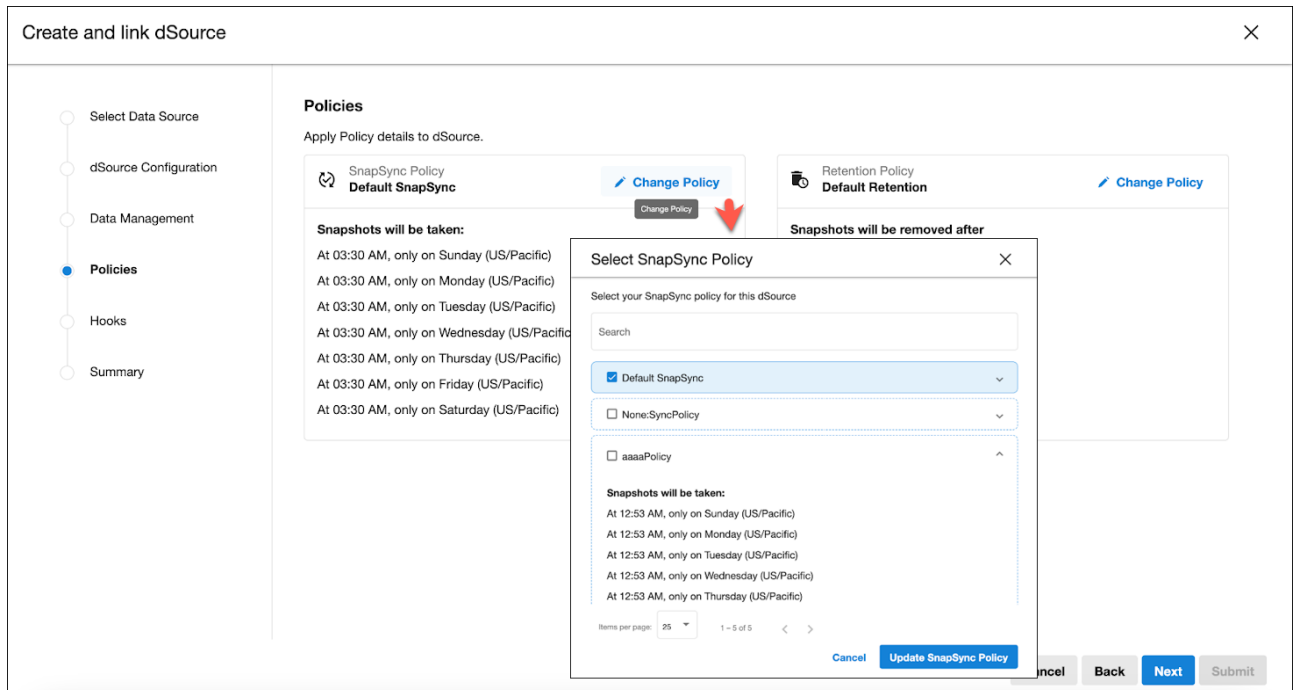 Create and link dSource
Select Data Source
dSource Configuration
Data Management
Policies
Hooks
Summary
Policies
Apply Policy details to dSource.
SnapSync Policy
Default SnapSync
Change Policy
Change Policy
Snapshots will be taken:
At 03:30 AM, only on Sunday (US/Pacific)
At 03:30 AM, only on Monday (US/Pacific)
At 03:30 AM, only on Tuesday (US/Pacific)
At 03:30 AM, only on Wednesday (US/Pacific
At 03:30 AM, only on Thursday (US/Pacific)
At 03:30 AM, only on Friday (US/Pacific)
At 03:30 AM, only on Saturday (US/Pacific)
Retention Policy
Default Retention
Change Policy
Snapshots will be removed after
Select SnapSync Policy
Select your SnapSync policy for this dSource
Search
Default SnapSync
None:SyncPolicy
aaaaPolicy
Snapshots will be taken:
At 12:53 AM, only on Sunday (US/Pacific)
At 12:53 AM, only on Monday (US/Pacific)
At 12:53 AM, only on Tuesday (US/Pacific)
At 12:53 AM, only on Wednesday (US/Pacific)
At 12:53 AM, only on Thursday (US/Pacific)
Items per page: 25 1 – 5 of 5
Cancel Update SnapSync Policy
ncel Back Next Submit